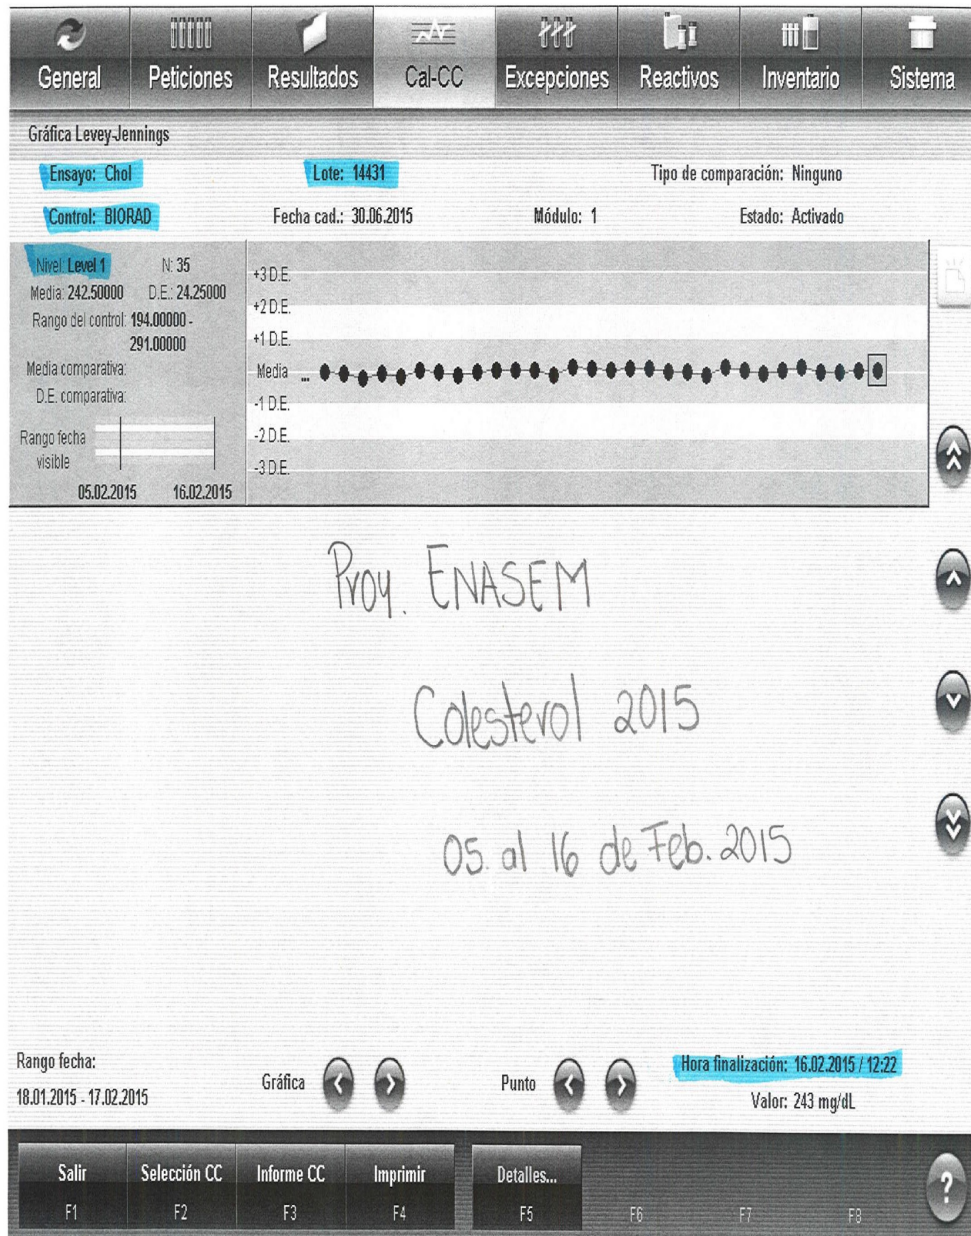 General Peticiones Resultados Cal-CC Excepciones Reactivos Inventario Sistema
Gráfica Levey-Jennings
Ensayo: Chol Lote: 14431 Tipo de comparación: Ninguno
Control: BIORAD Fecha cad.: 30.06.2015 Módulo: 1 Estado: Activado
Nivel: Level 1 N: 35
Media: 242.50000 D.E.: 24.25000
Rango del control: 194.00000 -
291.00000
Media comparativa:
D.E. comparativa:
Rango fecha
visible
05.02.2015 16.02.2015
+3 D.E.
+2 D.E.
+1 D.E.
Media ...
-1 D.E.
-2 D.E.
-3 D.E.
Proy. ENASEM
Colesterol 2015
05. al 16 de Feb. 2015
Rango fecha:
18.01.2015 - 17.02.2015
Gráfica
Punto
Hora finalización: 16.02.2015 / 12:22
Valor: 243 mg/dL
Salir Selección CC Informe CC Imprimir Detalles...
F1 F2 F3 F4 F5 F6 F7 F8
?